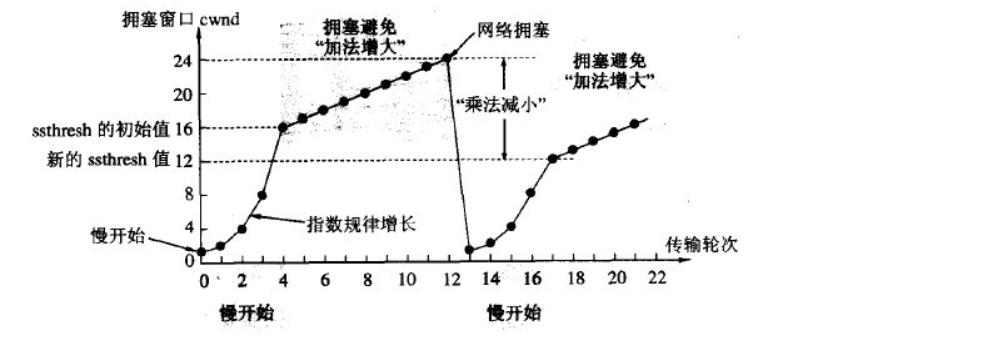 拥塞窗口 cwnd
拥塞避免
“加法增大”
网络拥塞
拥塞避免
“加法增大”
24
20
“乘法减小”
ssthresh 的初始值 16
新的 ssthresh 值 12
8
4
指数规律增长
慢开始
传输轮次
0
0 2 4 6 8 10 12 14 16 18 20 22
慢开始
慢开始